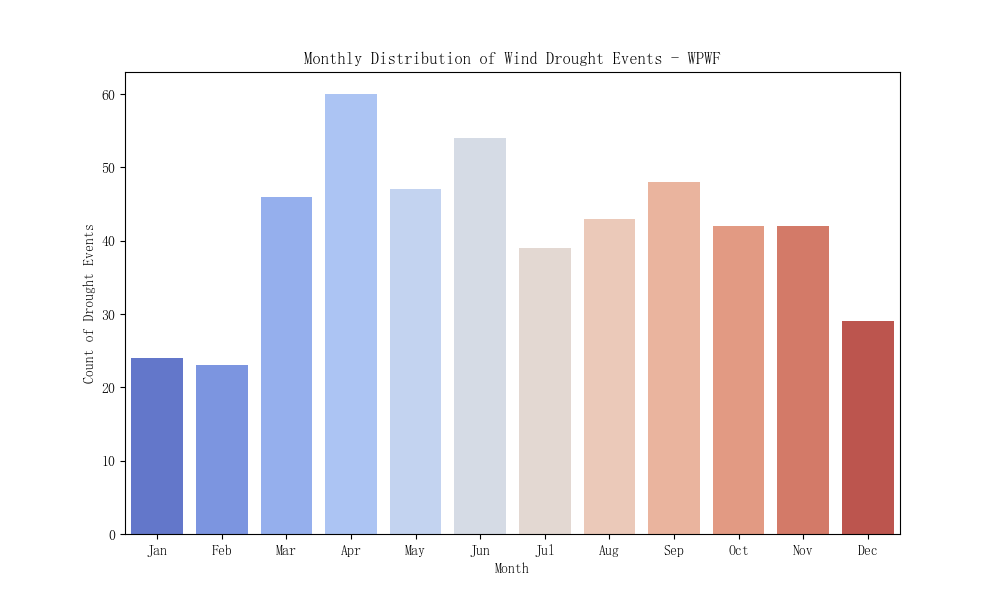 Monthly Distribution of Wind Drought Events - WPWF
60
50
40
30
20
10
0
Count of Drought Events
Jan Feb Mar Apr May Jun Jul Aug Sep Oct Nov Dec
Month